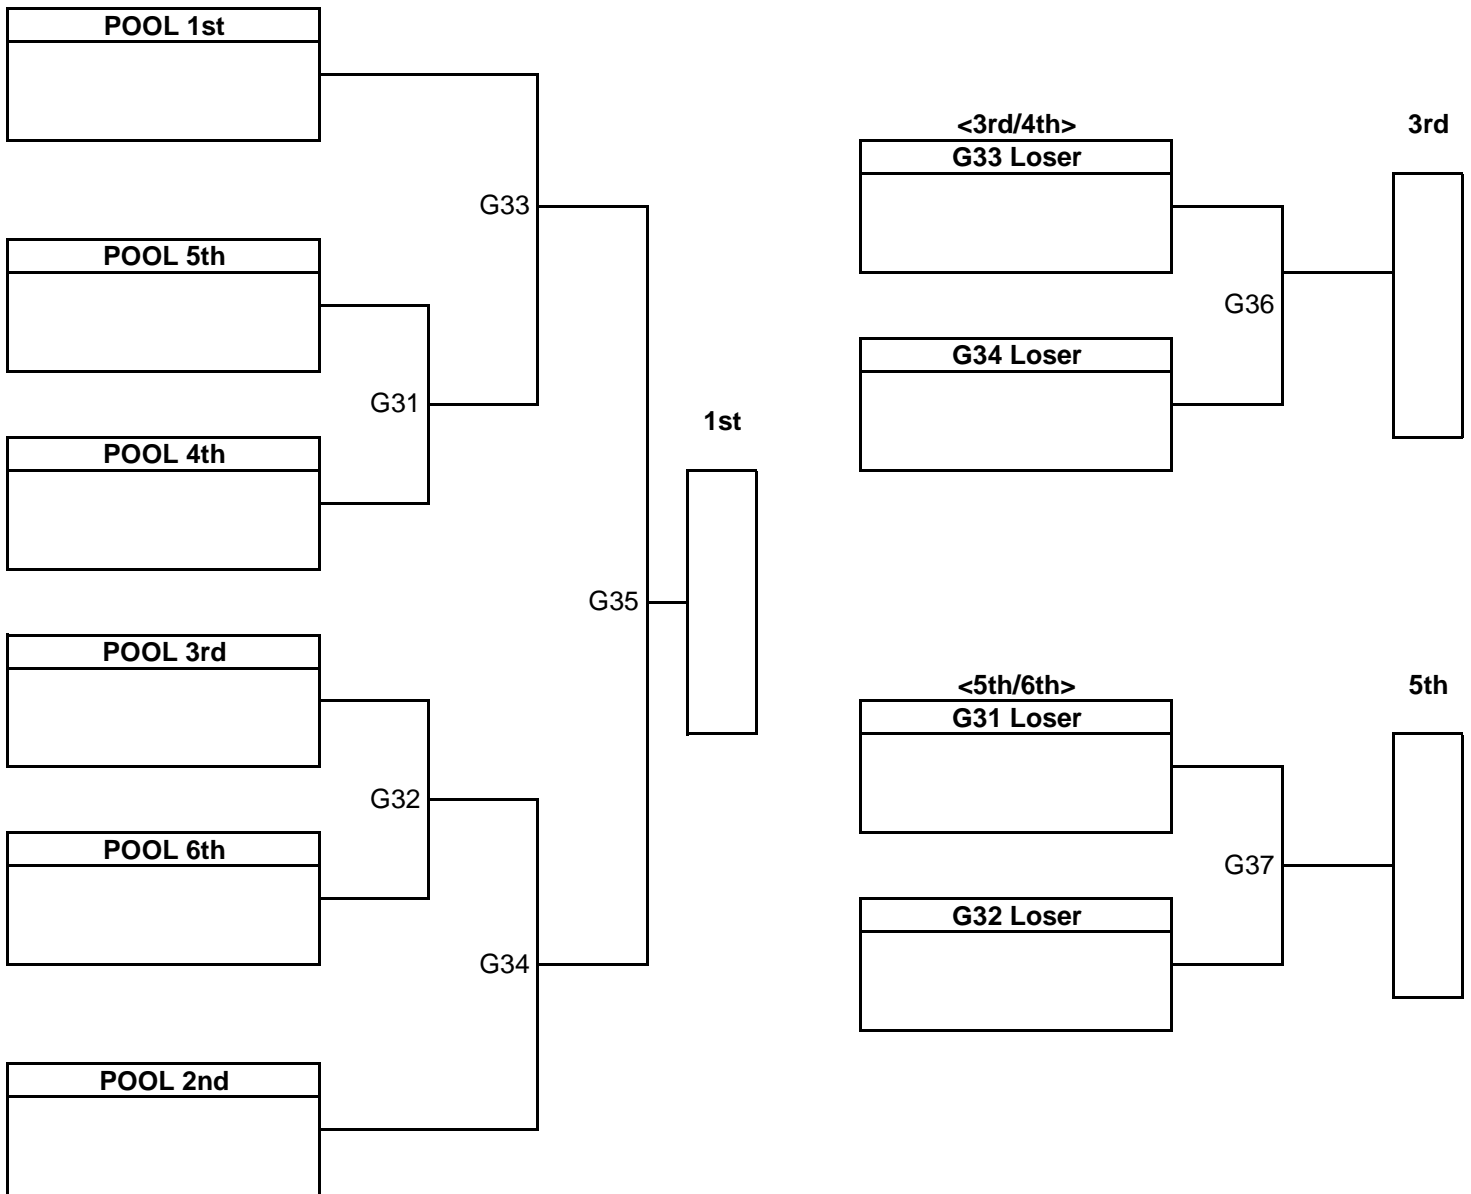 POOL 1st
G33
POOL 5th
G31
POOL 4th
1st
G35
POOL 3rd
G32
POOL 6th
G34
POOL 2nd
<3rd/4th>
3rd
G33 Loser
G36
G34 Loser
<5th/6th>
5th
G31 Loser
G37
G32 Loser